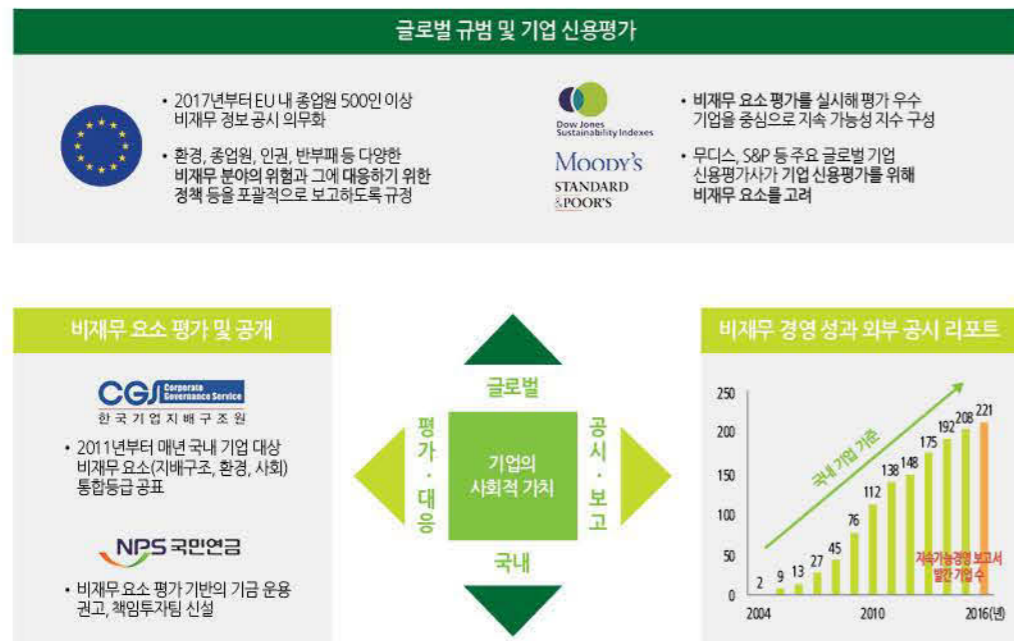 글로벌 규범 및 기업 신용평가
• 2017년부터 EU 내 종업원 500인 이상
비재무 정보 공시 의무화
• 환경, 종업원, 인권, 반부패 등 다양한
비재무 분야의 위험과 그에 대응하기 위한
정책 등을 포괄적으로 보고하도록 규정
Dow Jones
Sustainability Indexes
MOODY'S
STANDARD
&POOR'S
• 비재무 요소 평가를 실시해 평가 우수
기업을 중심으로 지속 가능성 지수 구성
• 무디스, S&P 등 주요 글로벌 기업
신용평가사가 기업 신용평가를 위해
비재무 요소를 고려
비재무 요소 평가 및 공개
CGS Corporate
Governance Service
한국기업지배구조원
• 2011년부터 매년 국내 기업 대상
비재무 요소(지배구조, 환경, 사회)
통합등급 공표
NPS 국민연금
• 비재무 요소 평가 기반의 기금 운용
권고, 책임투자팀 신설
글로벌
평가·대응
기업의
사회적 가치
공시·보고
국내
비재무 경영 성과 외부 공시 리포트
250
200
150
100
50
0
국내 기업 기준
2 9 13 27 45 76 112 138 148 175 192 208 221
지속가능경영 보고서
발간 기업 수
2004 2010 2016(년)